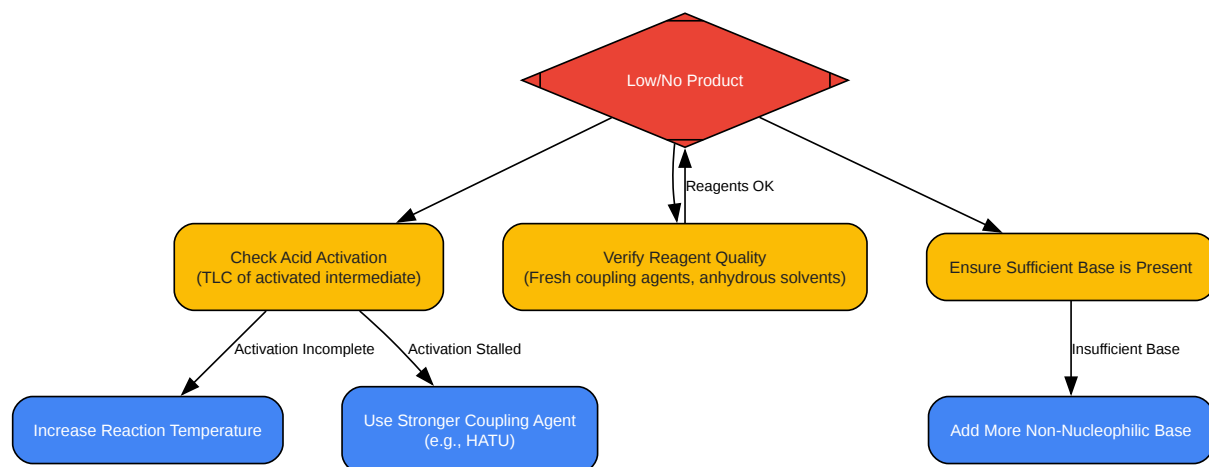 Low/No Product
Reagents OK
Check Acid Activation
(TLC of activated intermediate)
Verify Reagent Quality
(Fresh coupling agents, anhydrous solvents)
Ensure Sufficient Base is Present
Activation Incomplete
Activation Stalled
Insufficient Base
Increase Reaction Temperature
Use Stronger Coupling Agent
(e.g., HATU)
Add More Non-Nucleophilic Base